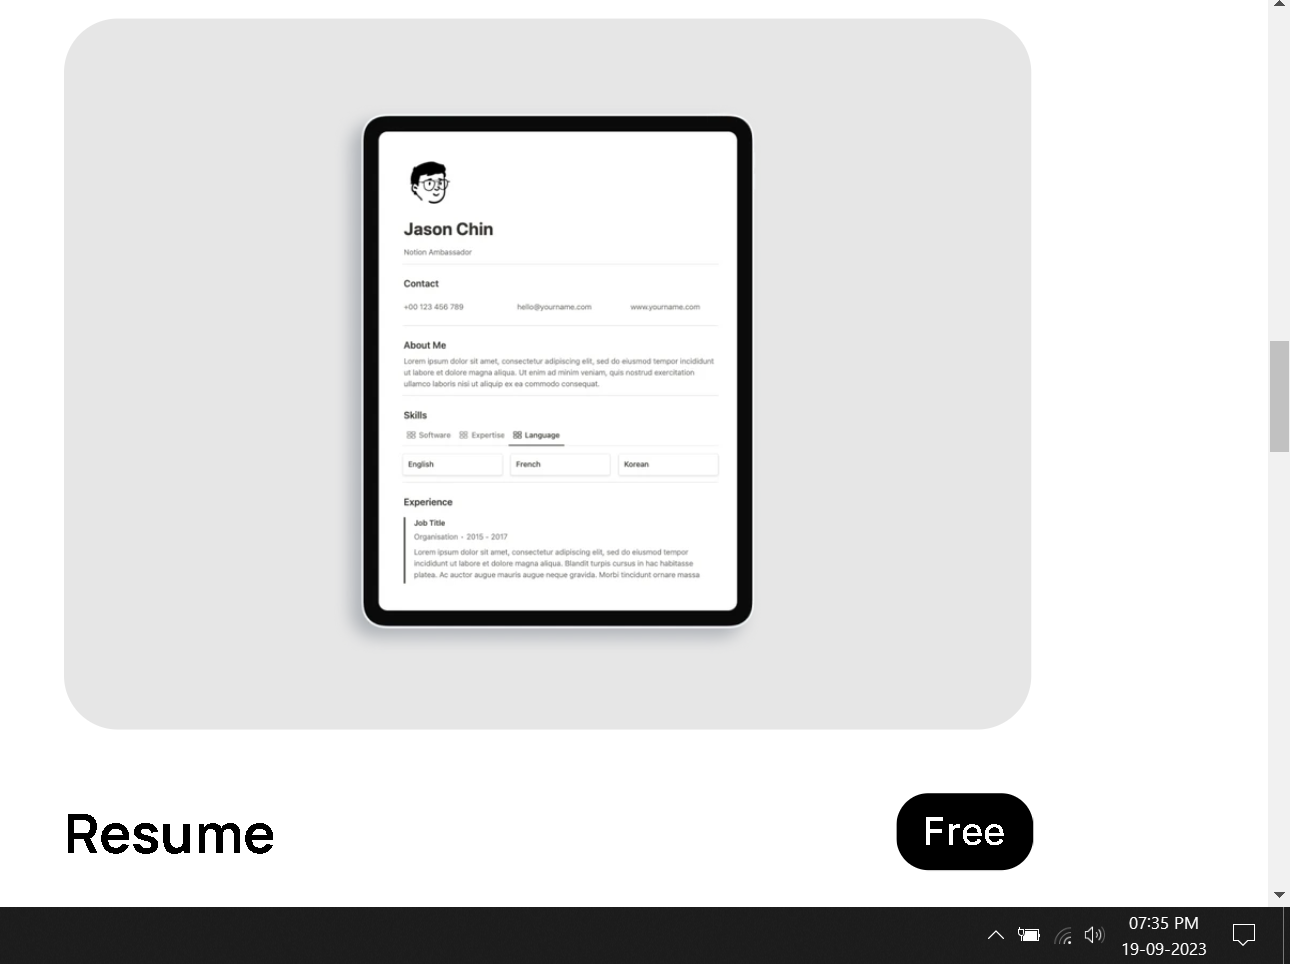 Jason Chin
Notion Ambassador
Contact
+00 123 456 789 hello@yourname.com www.yourname.com
About Me
Lorem ipsum dolor sit amet, consectetur adipiscing elit, sed do eiusmod tempor incididunt
ut labore et dolore magna aliqua. Ut enim ad minim veniam, quis nostrud exercitation
ullamco laboris nisi ut aliquip ex ea commodo consequat.
Skills
Software Expertise Language
English French Korean
Experience
Job Title
Organisation • 2015 - 2017
Lorem ipsum dolor sit amet, consectetur adipiscing elit, sed do eiusmod tempor
incididunt ut labore et dolore magna aliqua. Blandit turpis cursus in hac habitasse
platea. Ac auctor augue mauris augue neque gravida. Morbi tincidunt ornare massa
Resume Free
07:35 PM
19-09-2023